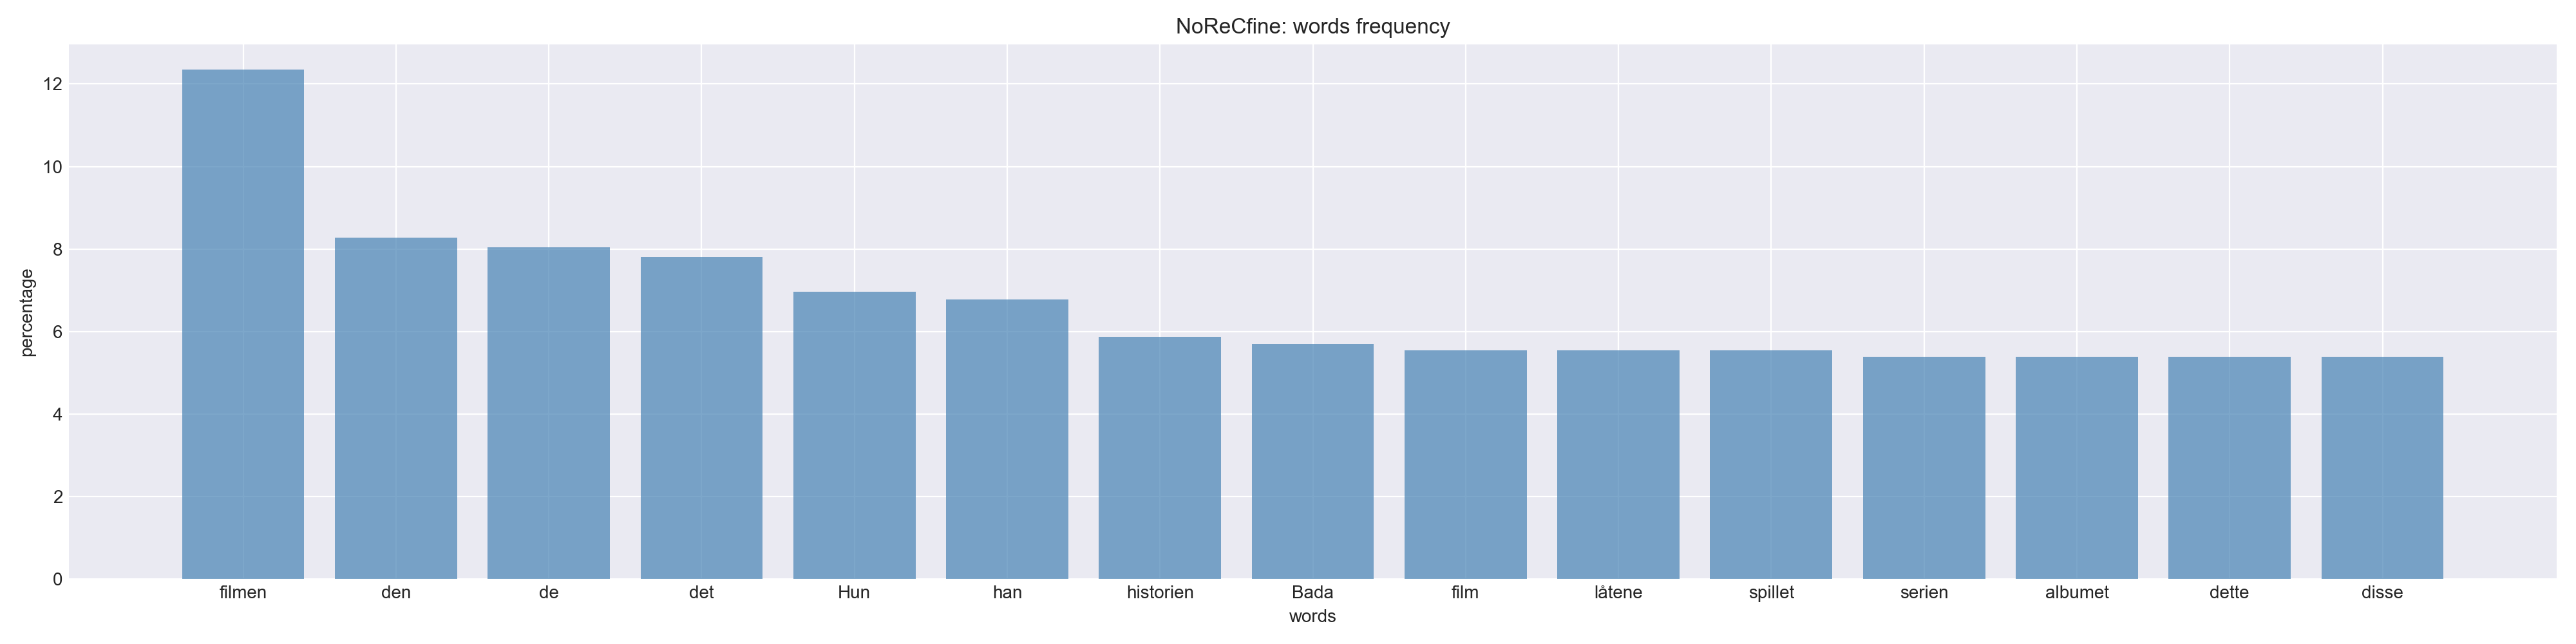 NoReCfine: words frequency
percentage
12
10
8
6
4
2
0
filmen den de det Hun han historien Bada film låtene spillet serien albumet dette disse
words